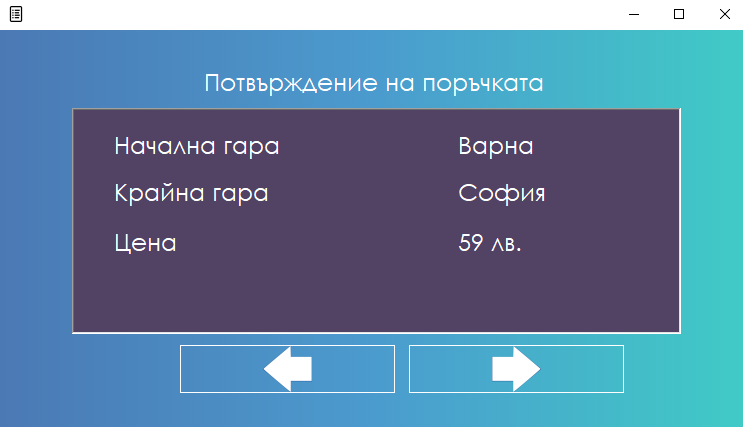 Потвърждение на поръчката
Начална гара Варна
Крайна гара София
Цена 59 лв.